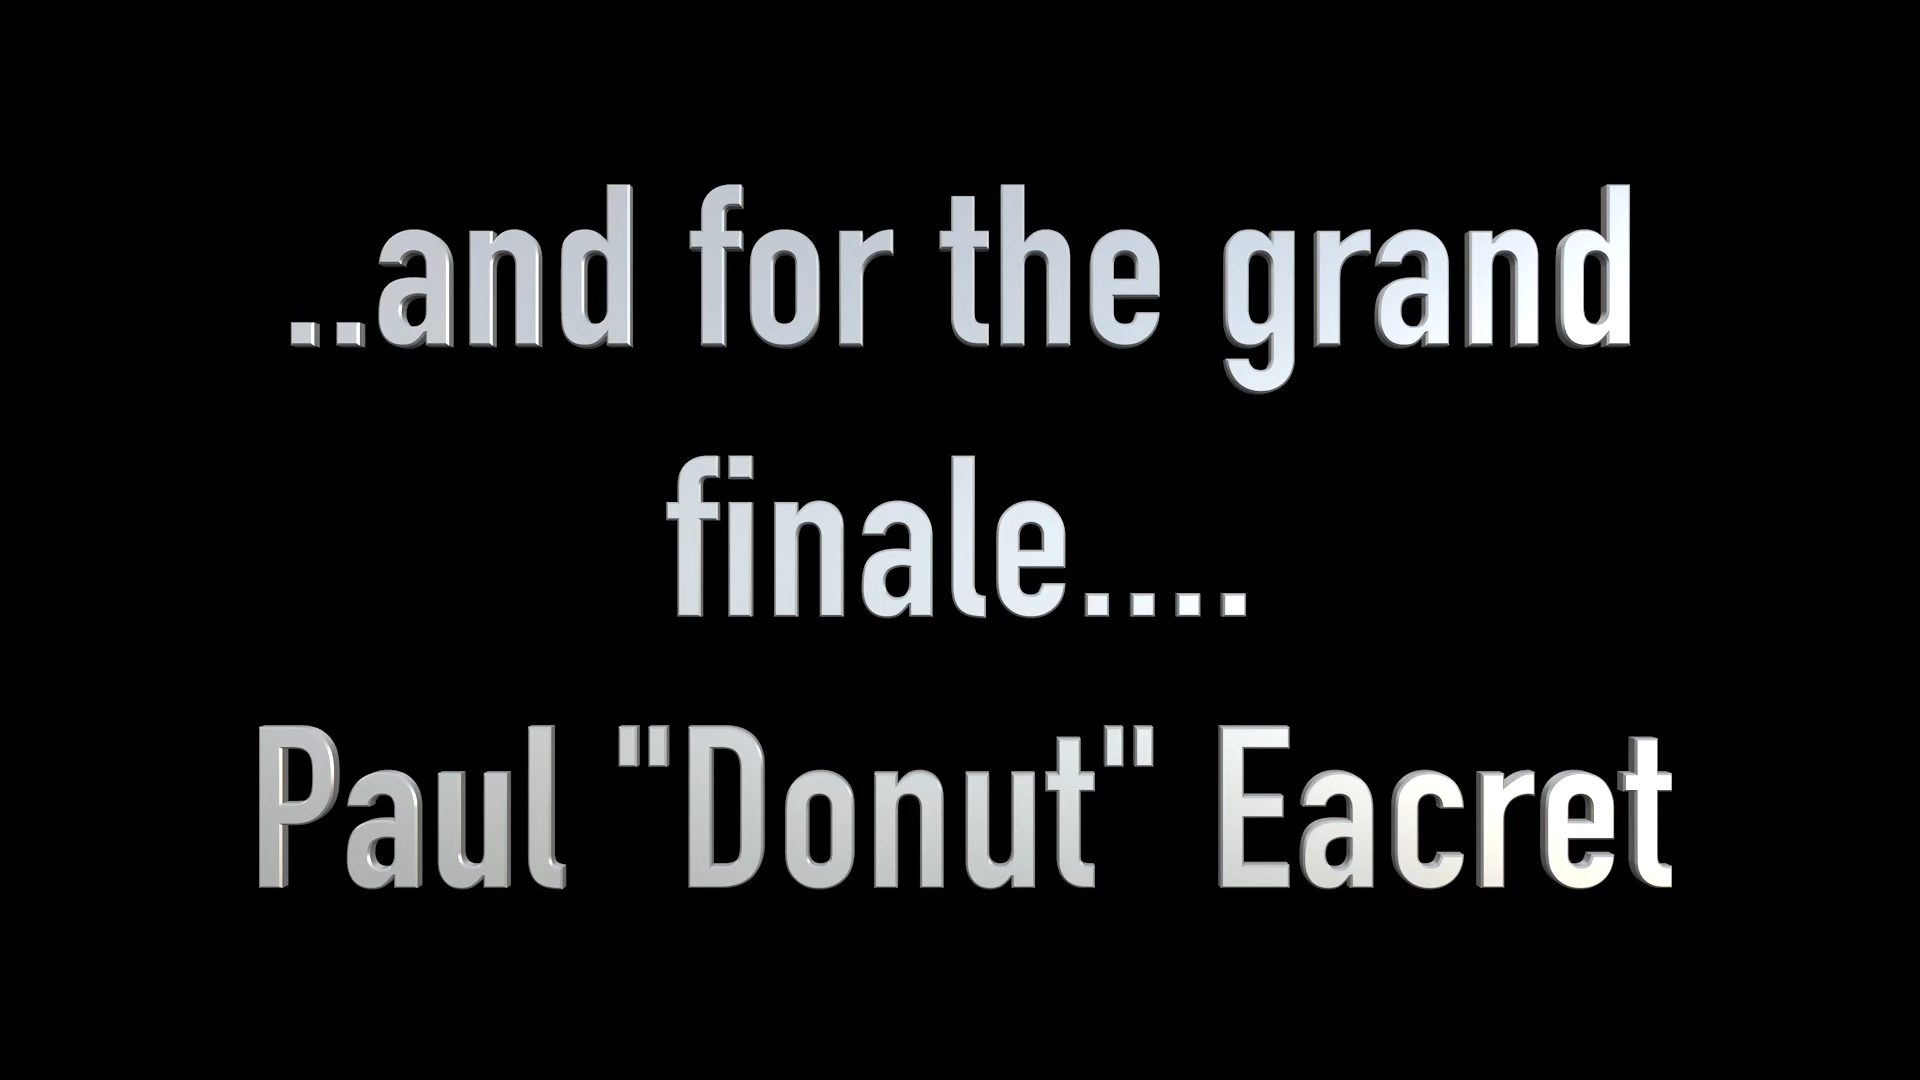 ..and for the grand
finale....
Paul "Donut" Eacret